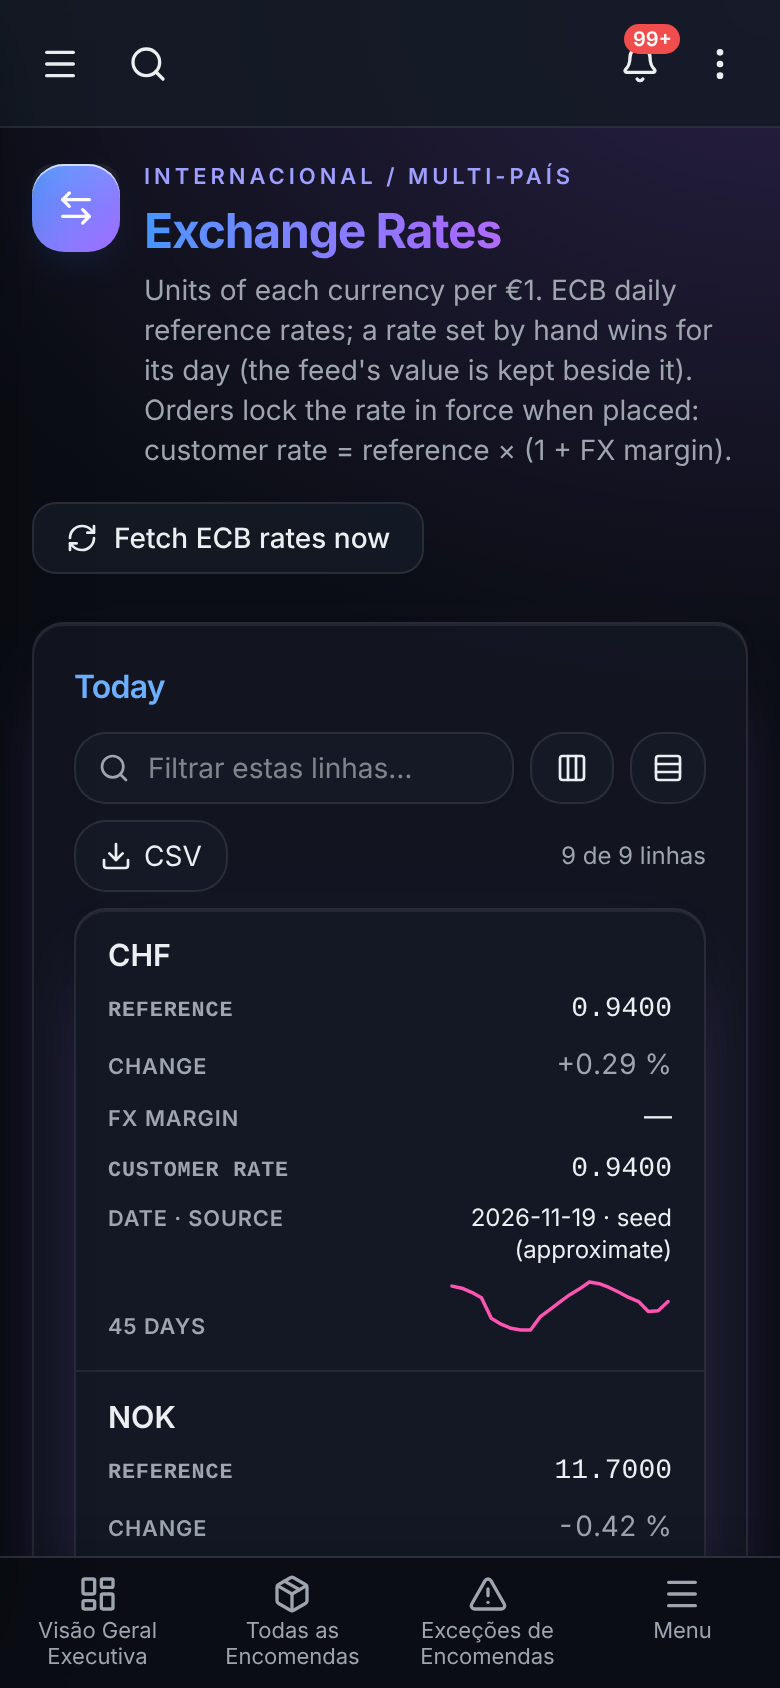 99+
INTERNACIONAL / MULTI-PAÍS
Exchange Rates
Units of each currency per €1. ECB daily
reference rates; a rate set by hand wins for
its day (the feed's value is kept beside it).
Orders lock the rate in force when placed:
customer rate = reference × (1 + FX margin).
Fetch ECB rates now
Today
Filtrar estas linhas...
CSV
9 de 9 linhas
CHF
REFERENCE 0.9400
CHANGE +0.29 %
FX MARGIN —
CUSTOMER RATE 0.9400
DATE · SOURCE 2026-11-19 · seed
(approximate)
45 DAYS
NOK
REFERENCE 11.7000
CHANGE -0.42 %
Visão Geral
Executiva
Todas as
Encomendas
Exceções de
Encomendas
Menu